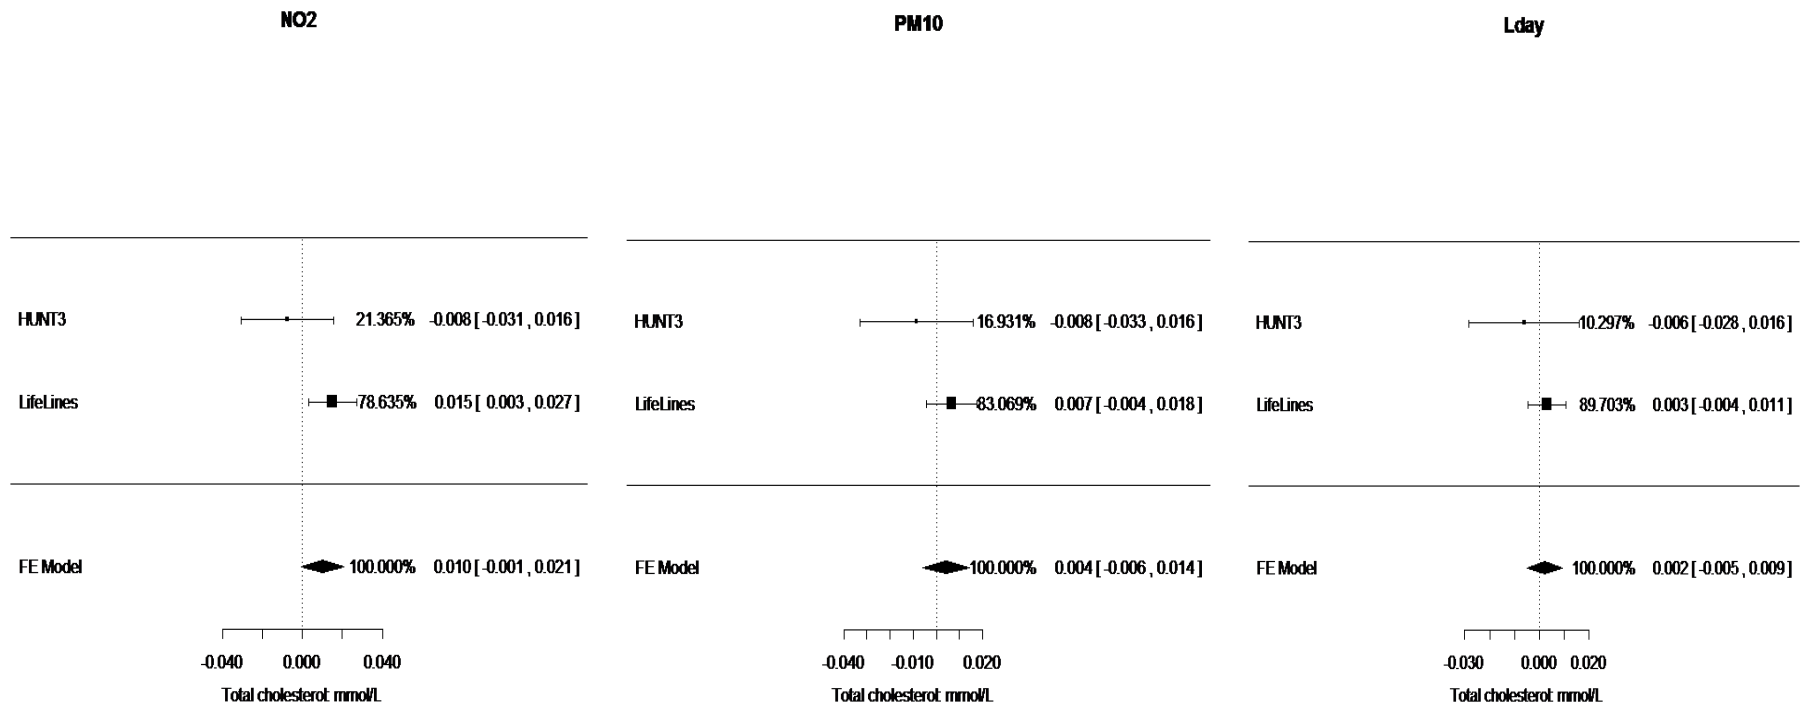 NO2
HUNT3 21.365% -0.008 [ -0.031 , 0.016 ]
LifeLines 78.635% 0.015 [ 0.003 , 0.027 ]
FE Model 100.000% 0.010 [ -0.001 , 0.021 ]
-0.040 0.000 0.040
Total cholesterol: mmol/L
PM10
HUNT3 16.931% -0.008 [ -0.033 , 0.016 ]
LifeLines 83.069% 0.007 [ -0.004 , 0.018 ]
FE Model 100.000% 0.004 [ -0.006 , 0.014 ]
-0.040 -0.010 0.020
Total cholesterol: mmol/L
Lday
HUNT3 10.297% -0.006 [ -0.028 , 0.016 ]
LifeLines 89.703% 0.003 [ -0.004 , 0.011 ]
FE Model 100.000% 0.002 [ -0.005 , 0.009 ]
-0.030 0.000 0.020
Total cholesterol: mmol/L